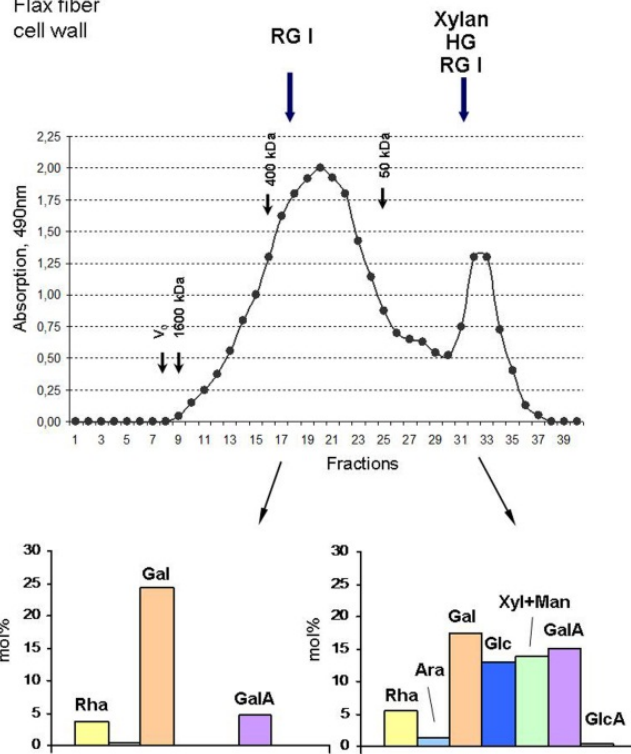 Flax fiber
cell wall
RG I
Xylan
HG
RG I
Absorption, 490nm
2,25
2,00
1,75
1,50
1,25
1,00
0,75
0,50
0,25
0,00
V₀
1600 kDa
400 kDa
50 kDa
1 3 5 7 9 11 13 15 17 19 21 23 25 27 29 31 33 35 37 39
Fractions
mol%
30
25
20
15
10
5
0
Rha
Gal
GalA
mol%
30
25
20
15
10
5
0
Rha
Ara
Gal
Glc
Xyl+Man
GalA
GlcA